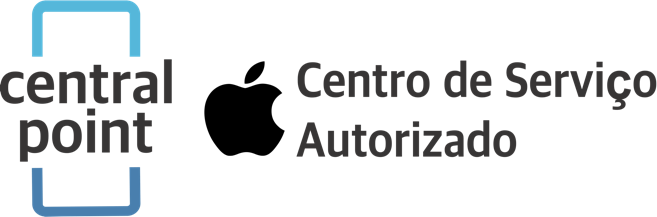 central
point
Centro de Serviço
Autorizado